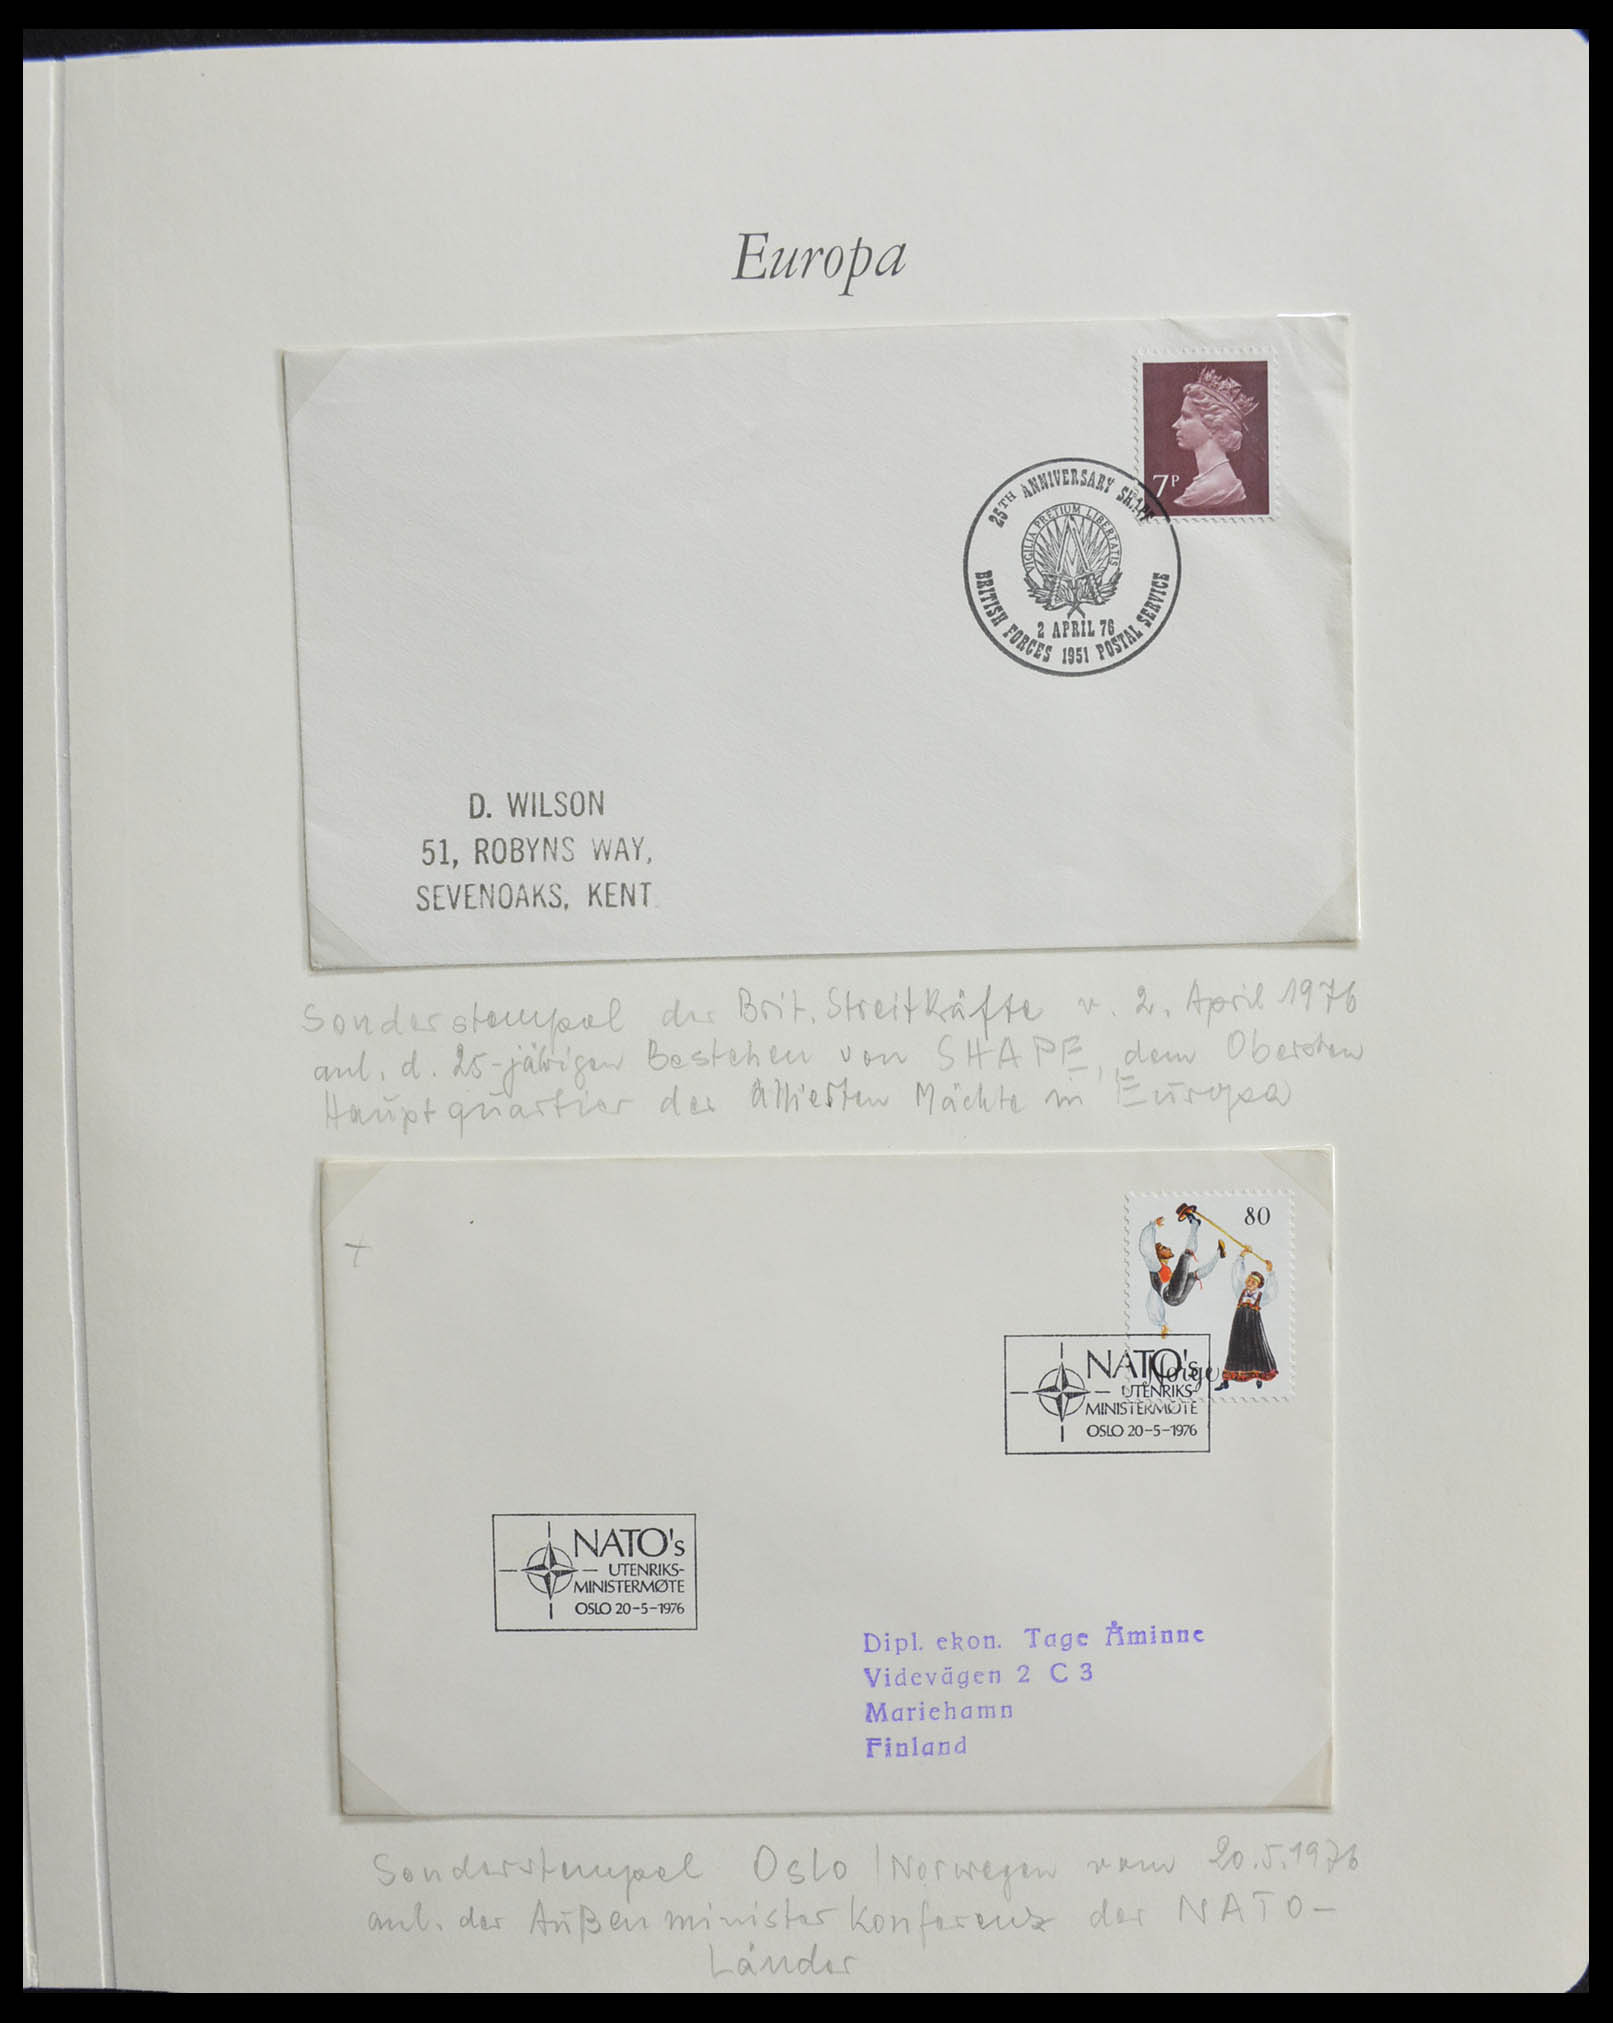 Europa
7P
25TH ANNIVERSARY SHAPE
VIGILIA PRETIUM LIBERTATIS
2 APRIL 76
BRITISH FORCES 1951 POSTAL SERVICE
D. WILSON
51, ROBYNS WAY,
SEVENOAKS, KENT
Sonderstempel der Brit. Streitkräfte v. 2. April 1976
anl. d. 25-jährigen Bestehen von SHAPE, dem Obersten
Hauptquartier der Alliierten Mächte in Europa
80
Norge
NATO's
UTENRIKS-
MINISTERMØTE
OSLO 20-5-1976
NATO's
UTENRIKS-
MINISTERMØTE
OSLO 20-5-1976
Dipl. ekon. Tage Åminne
Videvägen 2 C 3
Mariehamn
Finland
Sonderstempel Oslo / Norwegen vom 20.5.1976
anl. der Außenministerkonferenz der NATO-
Länder